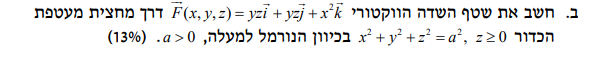 ב. חשב את שטף השדה הווקטורי $\vec{F}(x,y,z)=yz\vec{i}+yz\vec{j}+x^2\vec{k}$ דרך מחצית מעטפת
הכדור $x^2+y^2+z^2=a^2,\ z\geq 0$ בכיוון הנורמל למעלה, $a>0$. (13%)